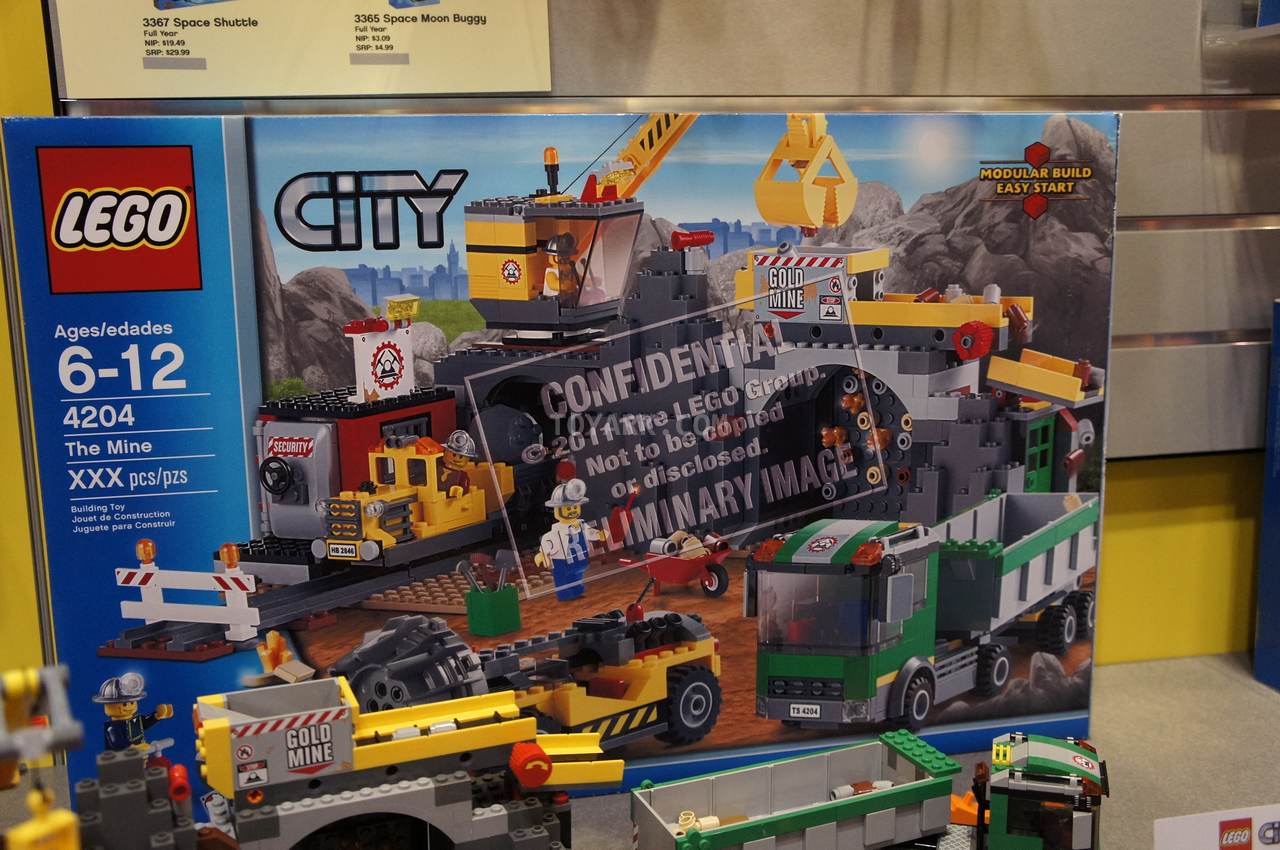 3367 Space Shuttle
Full Year
NIP: $19.49
SRP: $29.99
3365 Space Moon Buggy
Full Year
NIP: $3.09
SRP: $4.99
LEGO
CITY
MODULAR BUILD
EASY START
Ages/edades
6-12
4204
The Mine
XXX pcs/pzs
Building Toy
Jouet de Construction
Juguete para Construir
GOLD
MINE
SECURITY
HB 2846
CONFIDENTIAL
© 2011 The LEGO Group.
Not to be copied
or disclosed.
ELIMINARY IMAGE
TS 4204
GOLD
MINE
LEGO